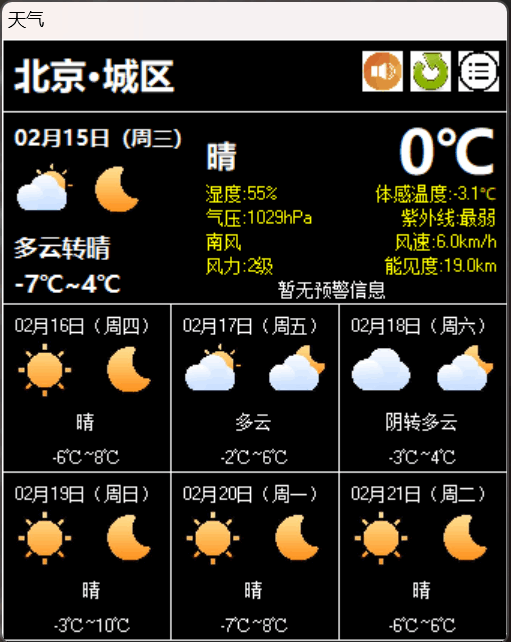 天气
北京•城区
02月15日（周三）
晴
0℃
湿度:55%
体感温度:-3.1℃
气压:1029hPa
紫外线:最弱
南风
风速:6.0km/h
风力:2级
能见度:19.0km
多云转晴
-7℃~4℃
暂无预警信息
02月16日（周四）
晴
-6℃~8℃
02月17日（周五）
多云
-2℃~6℃
02月18日（周六）
阴转多云
-3℃~4℃
02月19日（周日）
晴
-3℃~10℃
02月20日（周一）
晴
-7℃~8℃
02月21日（周二）
晴
-6℃~6℃